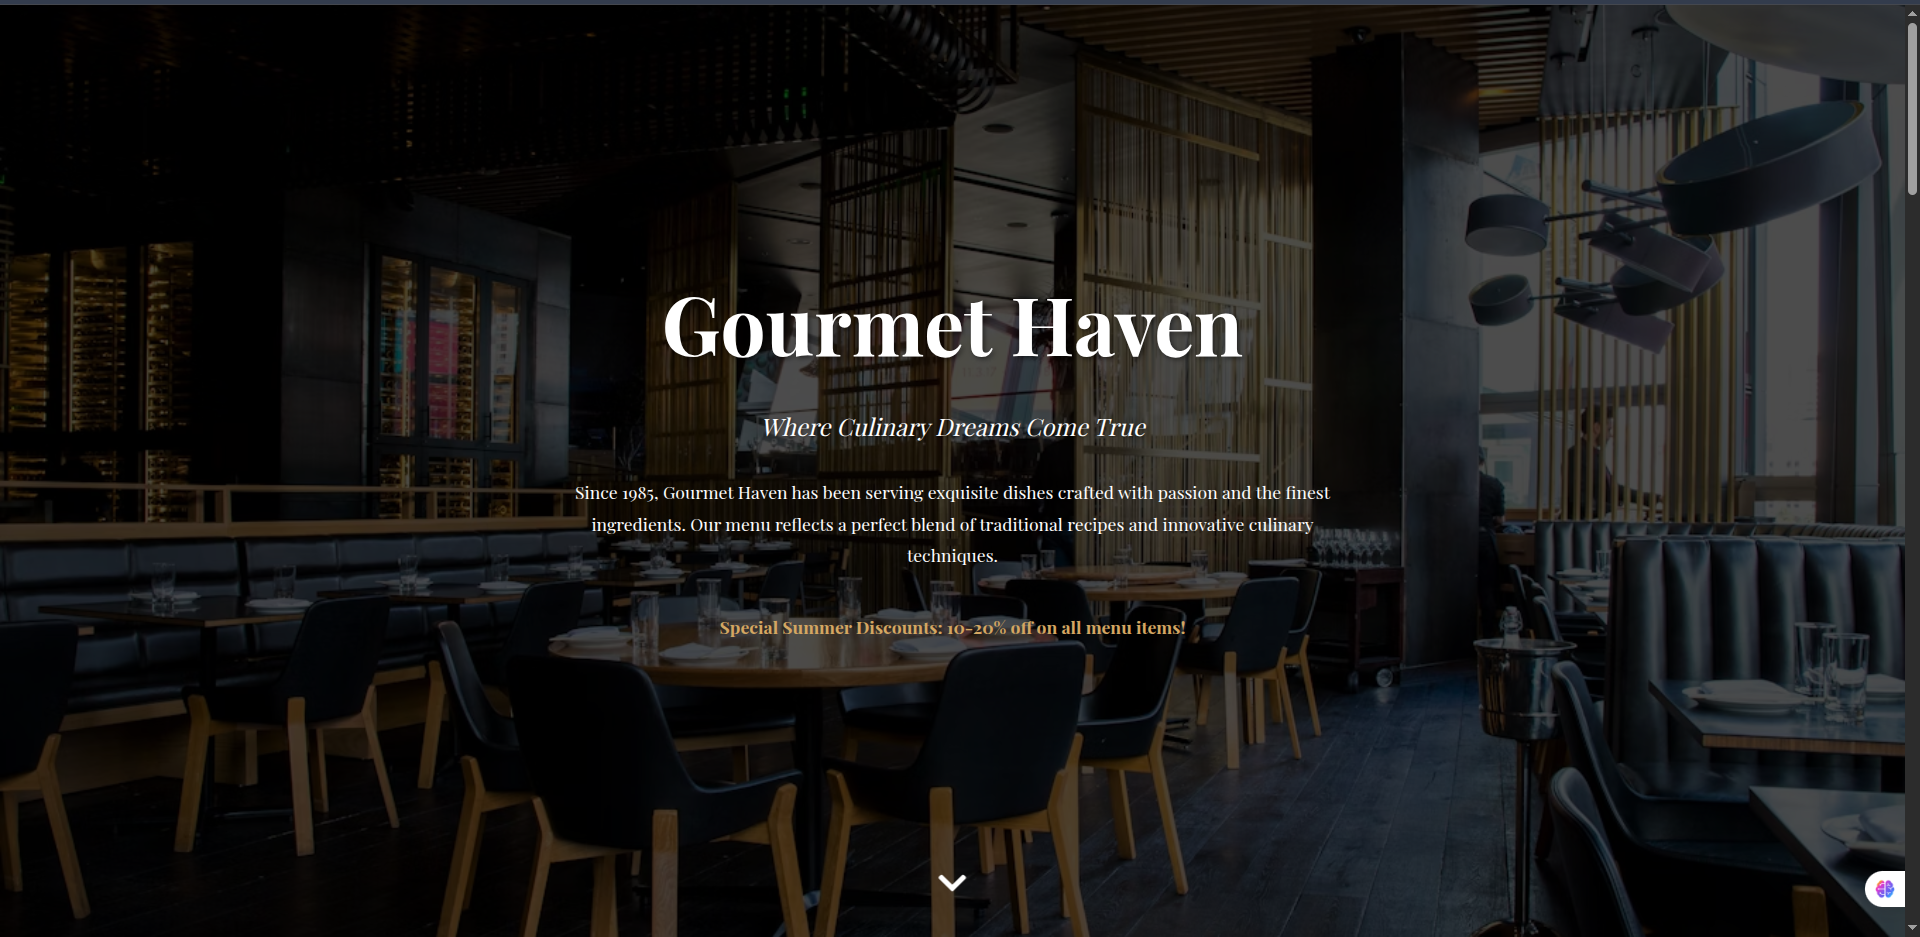 Gourmet Haven
Where Culinary Dreams Come True
Since 1985, Gourmet Haven has been serving exquisite dishes crafted with passion and the finest
ingredients. Our menu reflects a perfect blend of traditional recipes and innovative culinary
techniques.
Special Summer Discounts: 10-20% off on all menu items!